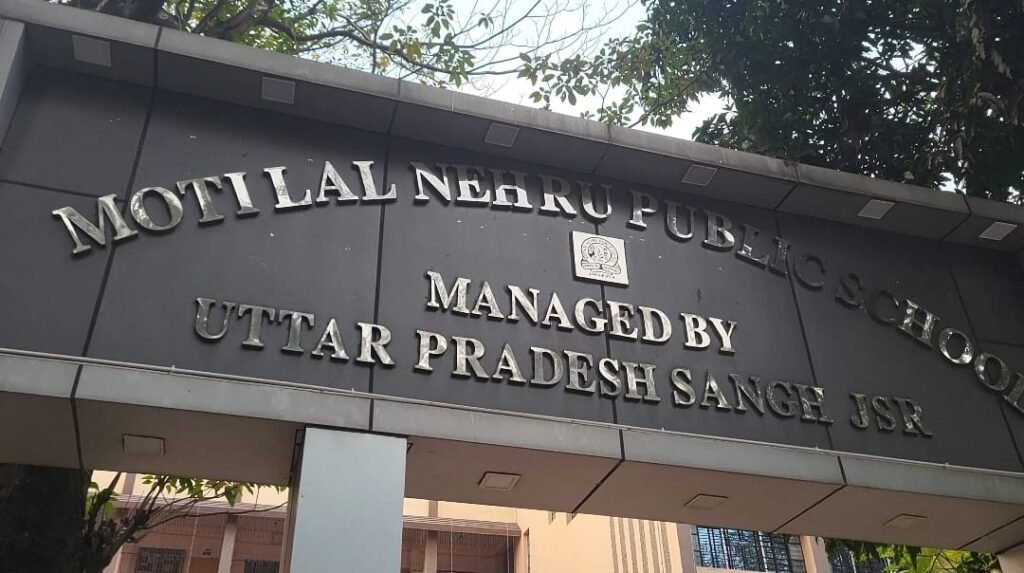 MOTI LAL NEHRU PUBLIC SCHOOL
MANAGED BY
UTTAR PRADESH SANGH JSR